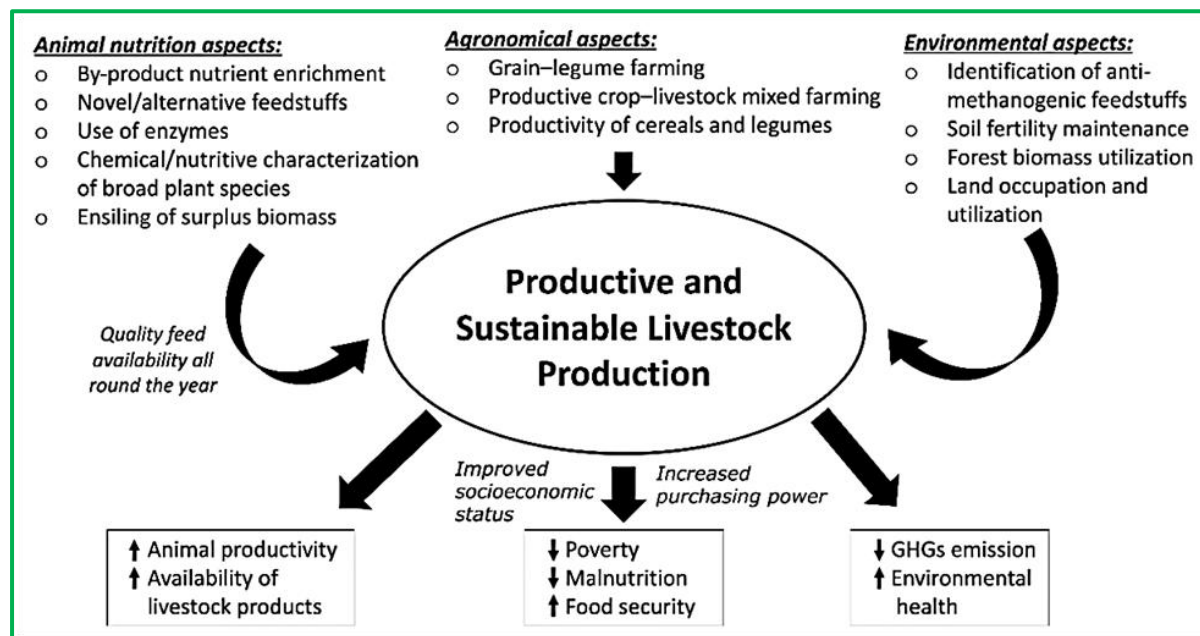 Animal nutrition aspects:
o By-product nutrient enrichment
o Novel/alternative feedstuffs
o Use of enzymes
o Chemical/nutritive characterization
of broad plant species
o Ensiling of surplus biomass
Agronomical aspects:
o Grain–legume farming
o Productive crop–livestock mixed farming
o Productivity of cereals and legumes
Environmental aspects:
o Identification of anti-
methanogenic feedstuffs
o Soil fertility maintenance
o Forest biomass utilization
o Land occupation and
utilization
Quality feed
availability all
round the year
Productive and
Sustainable Livestock
Production
Improved
socioeconomic
status
Increased
purchasing power
↑ Animal productivity
↑ Availability of
livestock products
↓ Poverty
↓ Malnutrition
↑ Food security
↓ GHGs emission
↑ Environmental
health